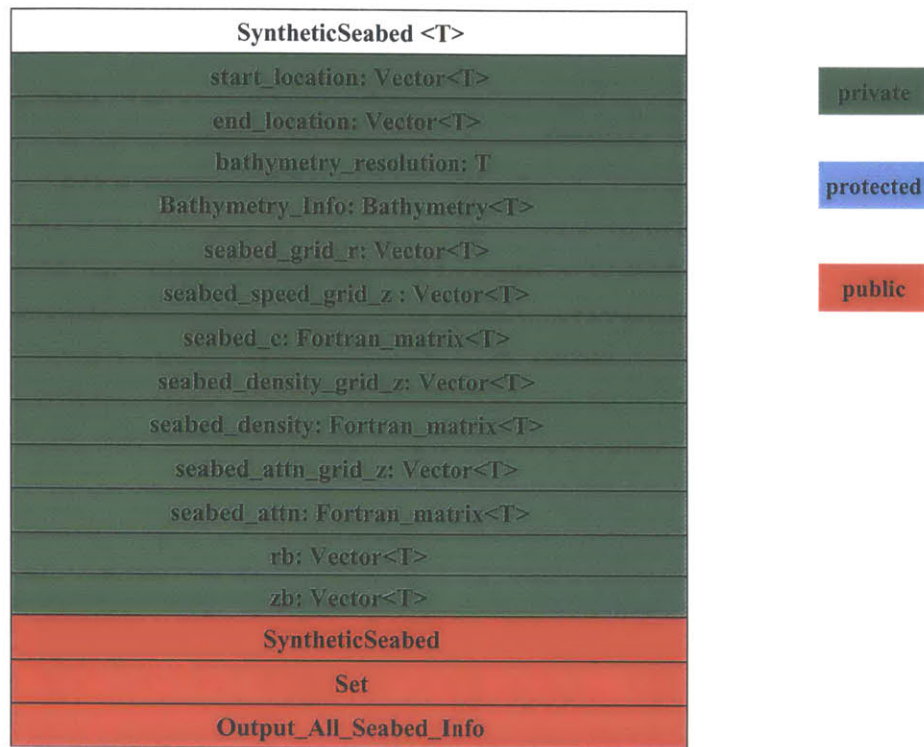 SyntheticSeabed <T>
start_location: Vector<T>
end_location: Vector<T>
bathymetry_resolution: T
Bathymetry_Info: Bathymetry<T>
seabed_grid_r: Vector<T>
seabed_speed_grid_z : Vector<T>
seabed_c: Fortran_matrix<T>
seabed_density_grid_z: Vector<T>
seabed_density: Fortran_matrix<T>
seabed_attn_grid_z: Vector<T>
seabed_attn: Fortran_matrix<T>
rb: Vector<T>
zb: Vector<T>
SyntheticSeabed
Set
Output_All_Seabed_Info
private
protected
public